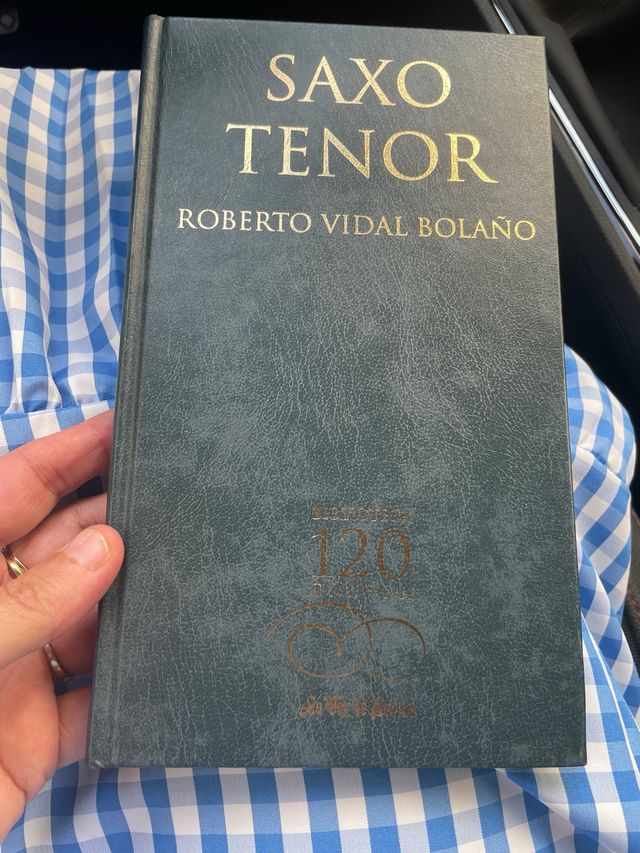 SAXO
TENOR
ROBERTO VIDAL BOLAÑO
BIBLIOTECA
120
GALEGA
La Voz de Galicia